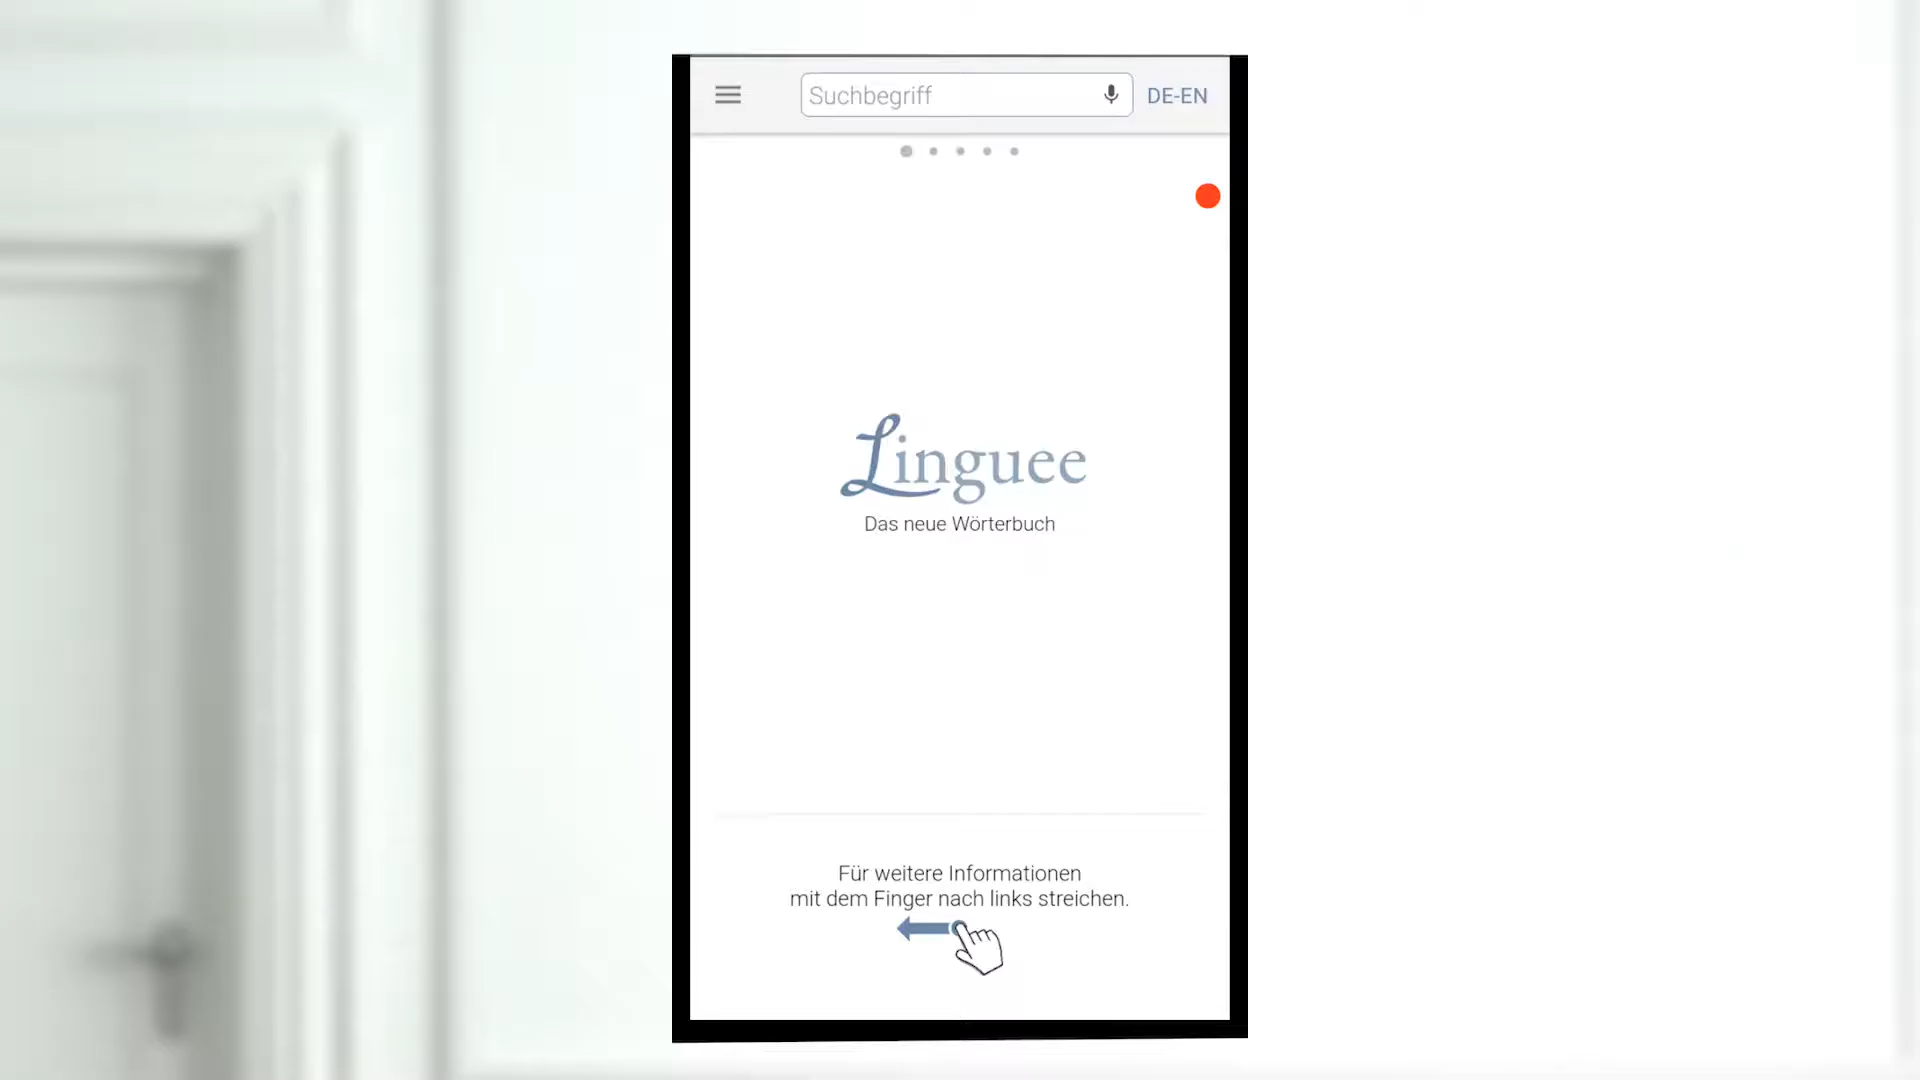 Suchbegriff DE-EN
Linguee
Das neue Wörterbuch
Für weitere Informationen
mit dem Finger nach links streichen.